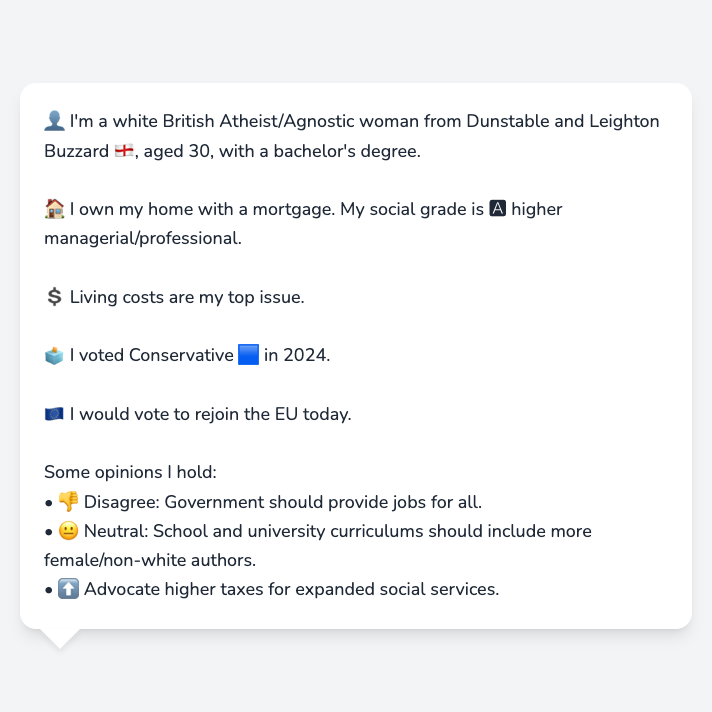 👤 I'm a white British Atheist/Agnostic woman from Dunstable and Leighton
Buzzard 🏴󠁧󠁢󠁥󠁮󠁧󠁿, aged 30, with a bachelor's degree.
🏠 I own my home with a mortgage. My social grade is 🅰 higher
managerial/professional.
💲 Living costs are my top issue.
🗳️ I voted Conservative 🟦 in 2024.
🇪🇺 I would vote to rejoin the EU today.
Some opinions I hold:
• 👎 Disagree: Government should provide jobs for all.
• 😐 Neutral: School and university curriculums should include more
female/non-white authors.
• ⬆️ Advocate higher taxes for expanded social services.